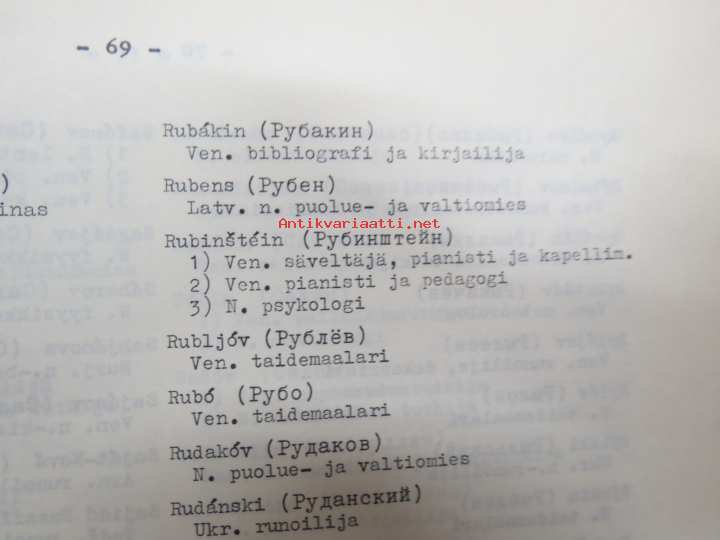 - 69 -
)
inas
Rubákin (Рубакин)
Ven. bibliografi ja kirjailija
Rubens (Рубен)
Latv. n. puolue- ja valtiomies
Antikvariaatti.net
Rubinštéin (Рубинштейн)
1) Ven. säveltäjä, pianisti ja kapellim.
2) Ven. pianisti ja pedagogi
3) N. psykologi
Rubljóv (Рублёв)
Ven. taidemaalari
Rubó (Рубо)
Ven. taidemaalari
Rudakóv (Рудаков)
N. puolue- ja valtiomies
Rudánski (Руданский)
Ukr. runoilija